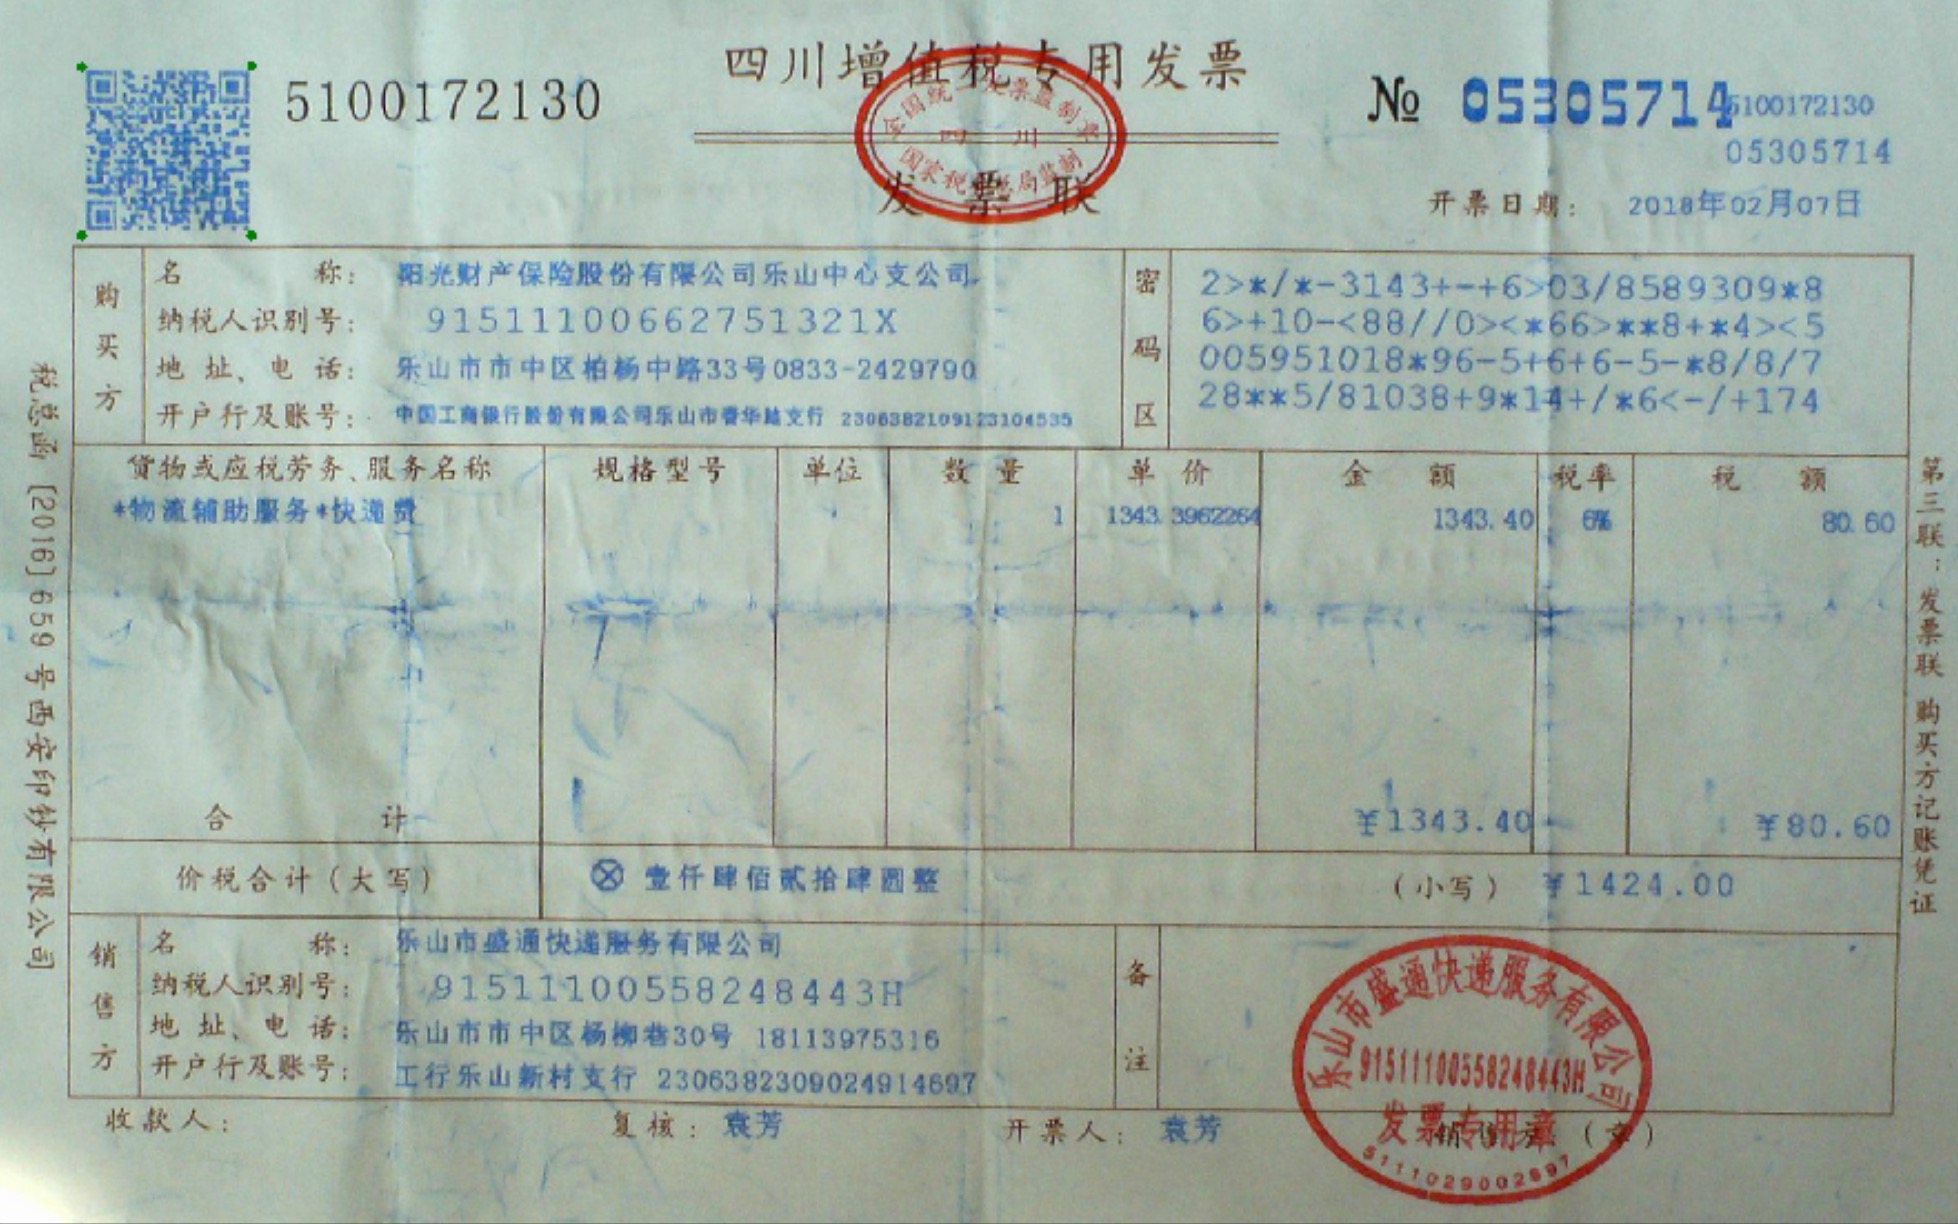 四川增值税专用发票
5100172130
№ 05305714
5100172130
05305714
全国统一发票监制章
四 川
国家税务总局监制
发票联
开票日期： 2018年02月07日
购买方
名 称： 阳光财产保险股份有限公司乐山中心支公司
纳税人识别号： 91511100662751321X
地 址、电 话： 乐山市市中区柏杨中路33号0833-2429790
开户行及账号： 中国工商银行股份有限公司乐山市春华路支行 2306382109123104535
密码区
2>*/*-3143+-+6>03/8589309*8
6>+10-<88//0><*66>**8+*4><5
005951018*96-5+6+6-5-*8/8/7
28**5/81038+9*14+/*6<-/+174
货物或应税劳务、服务名称 规格型号 单位 数 量 单 价 金 额 税率 税 额
*物流辅助服务*快递费 1 1343.3962264 1343.40 6% 80.60
合 计 ¥1343.40 ¥80.60
价税合计（大写） ⊗ 壹仟肆佰贰拾肆圆整 （小写） ¥1424.00
销售方
名 称： 乐山市盛通快递服务有限公司
纳税人识别号： 91511100558248443H
地 址、电 话： 乐山市市中区杨柳巷30号 18113975316
开户行及账号： 工行乐山新村支行 2306382309024914697
备注
乐山市盛通快递服务有限公司
91511100558248443H
发票专用章
5111029002897
收款人： 复核： 袁芳 开票人： 袁芳 销售方：（章）
税总函〔2016〕659号西安印钞有限公司
第三联：发票联 购买方记账凭证